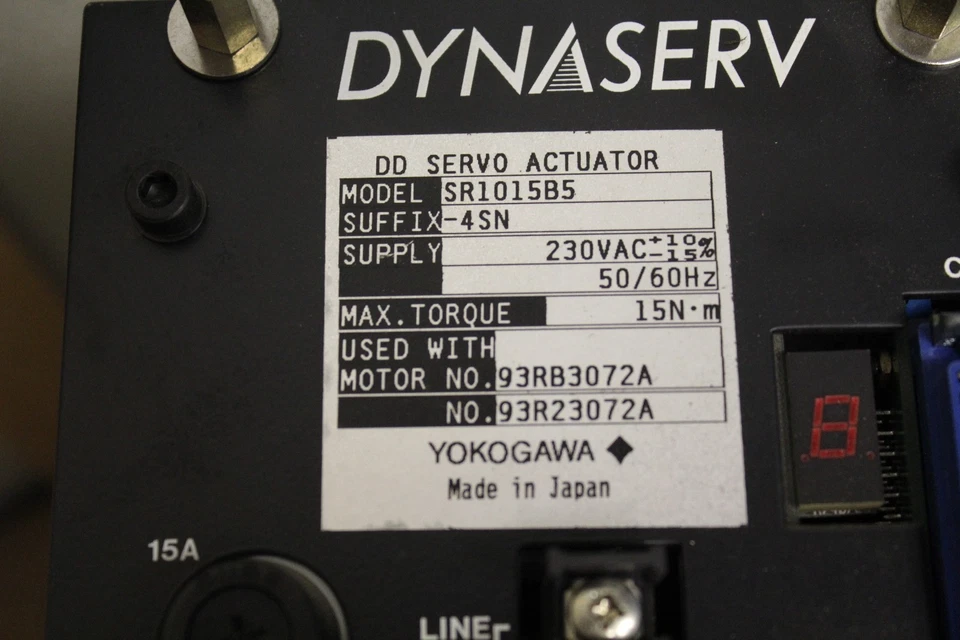 DYNASERV
DD SERVO ACTUATOR
MODEL SR1015B5
SUFFIX -4SN
SUPPLY 230VAC +10 -15 %
50/60Hz
MAX.TORQUE 15N·m
USED WITH
MOTOR NO. 93RB3072A
NO. 93R23072A
YOKOGAWA
Made in Japan
8
15A
LINE
C